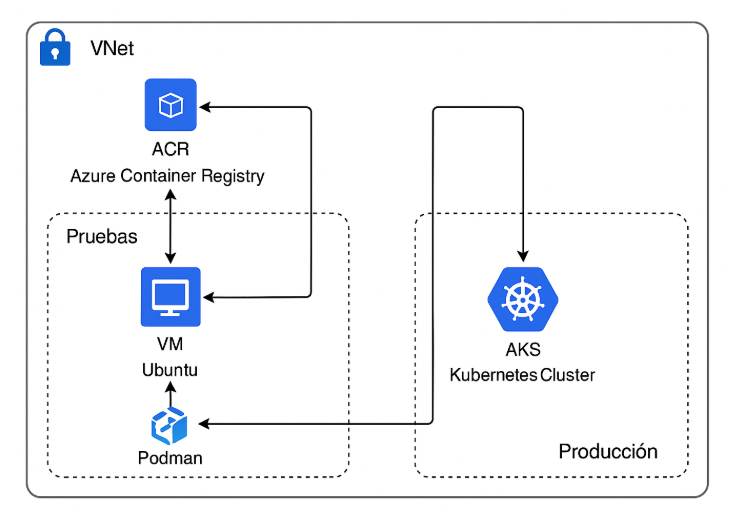 VNet
ACR
Azure Container Registry
Pruebas
VM
Ubuntu
Podman
AKS
Kubernetes Cluster
Producción